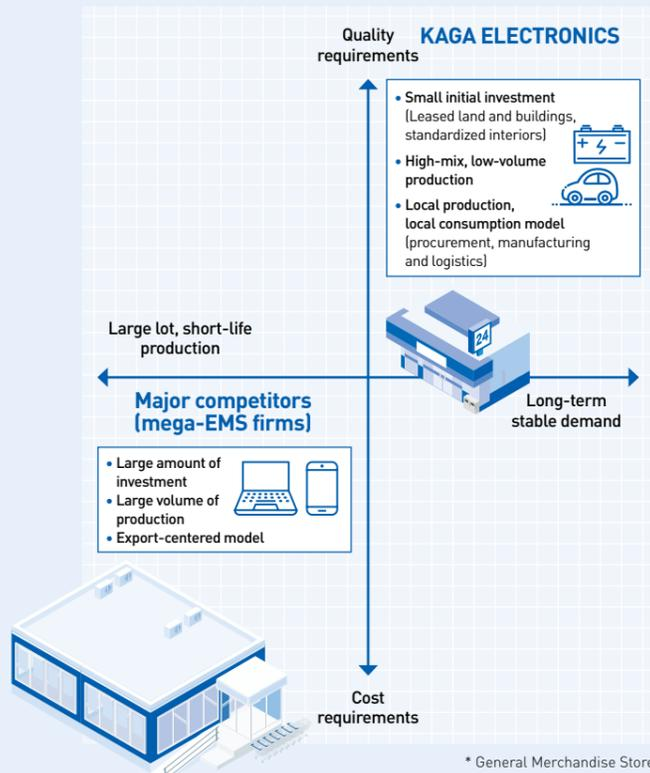 Quality
requirements
KAGA ELECTRONICS
• Small initial investment
(Leased land and buildings,
standardized interiors)
• High-mix, low-volume
production
• Local production,
local consumption model
(procurement, manufacturing
and logistics)
24
Large lot, short-life
production
Long-term
stable demand
Major competitors
(mega-EMS firms)
• Large amount of
investment
• Large volume of
production
• Export-centered model
Cost
requirements
* General Merchandise Store